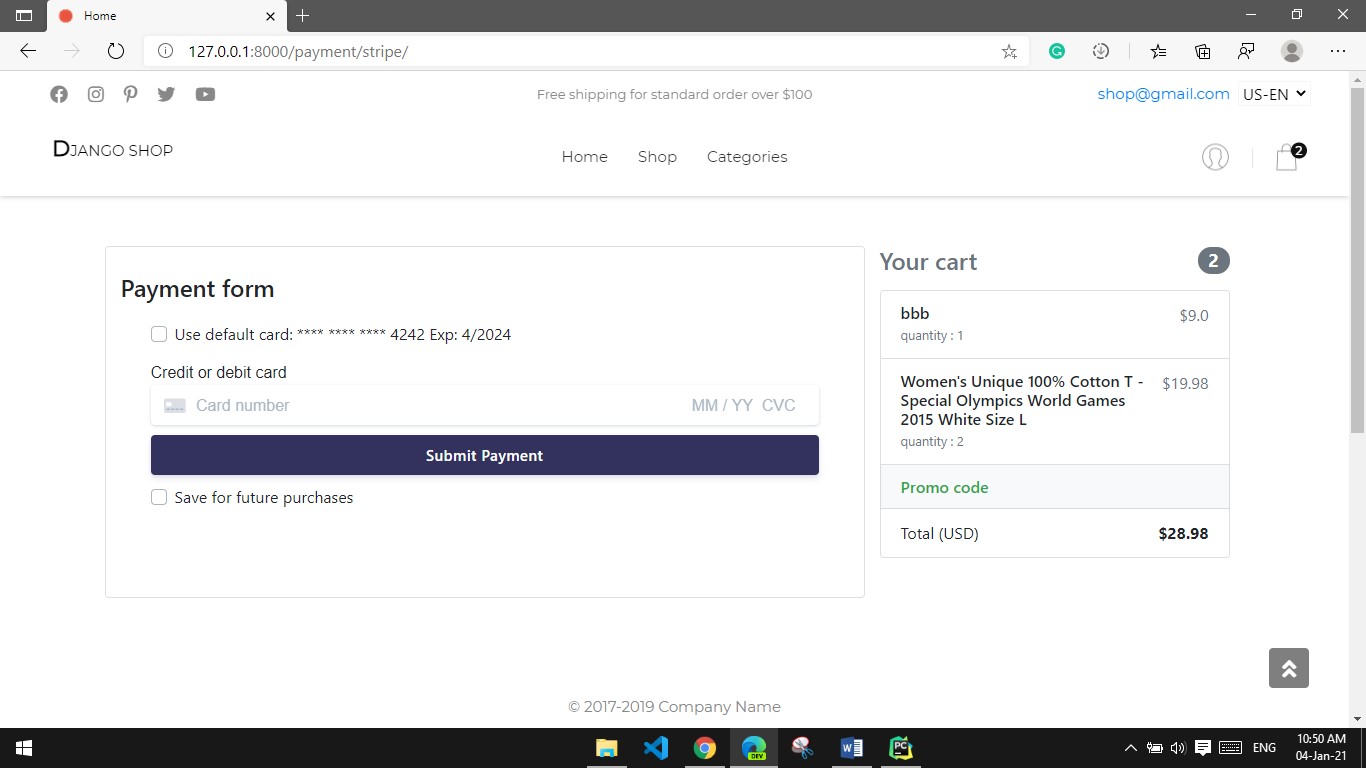 Home
127.0.0.1:8000/payment/stripe/
Free shipping for standard order over $100
shop@gmail.com
US-EN
DJANGO SHOP
Home
Shop
Categories
2
Payment form
Use default card: **** **** **** 4242 Exp: 4/2024
Credit or debit card
Card number
MM / YY CVC
Submit Payment
Save for future purchases
Your cart
2
bbb
$9.0
quantity : 1
Women's Unique 100% Cotton T -
$19.98
Special Olympics World Games
2015 White Size L
quantity : 2
Promo code
Total (USD)
$28.98
© 2017-2019 Company Name
DEV
W
PC
ENG
10:50 AM
04-Jan-21